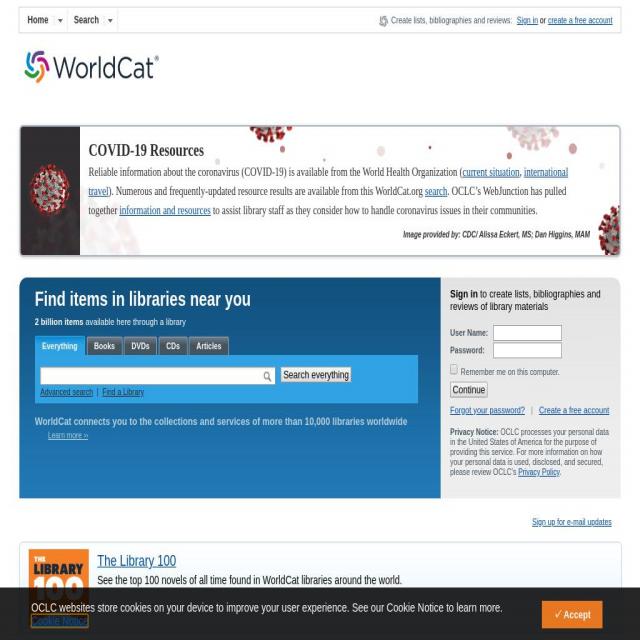 Home Search Create lists, bibliographies and reviews: Sign in or create a free account
WorldCat®
COVID-19 Resources
Reliable information about the coronavirus (COVID-19) is available from the World Health Organization (current situation, international
travel). Numerous and frequently-updated resource results are available from this WorldCat.org search. OCLC's WebJunction has pulled
together information and resources to assist library staff as they consider how to handle coronavirus issues in their communities.
Image provided by: CDC/ Alissa Eckert, MS; Dan Higgins, MAM
Find items in libraries near you
2 billion items available here through a library
Everything Books DVDs CDs Articles
Search everything
Advanced search | Find a Library
WorldCat connects you to the collections and services of more than 10,000 libraries worldwide
Learn more ››
Sign in to create lists, bibliographies and
reviews of library materials
User Name:
Password:
Remember me on this computer.
Continue
Forgot your password? | Create a free account
Privacy Notice: OCLC processes your personal data
in the United States of America for the purpose of
providing this service. For more information on how
your personal data is used, disclosed, and secured,
please review OCLC's Privacy Policy.
Sign up for e-mail updates
THE
LIBRARY
100
The Library 100
See the top 100 novels of all time found in WorldCat libraries around the world.
OCLC websites store cookies on your device to improve your user experience. See our Cookie Notice to learn more.
Cookie Notice
✓Accept